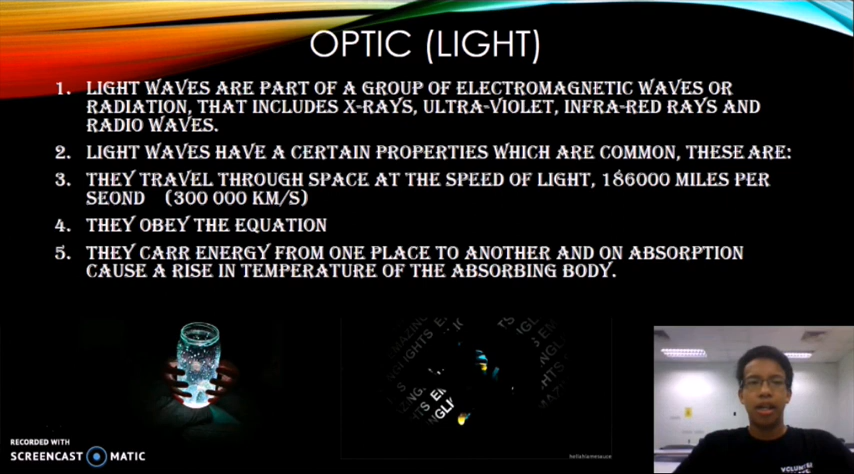 OPTIC (LIGHT)
1. LIGHT WAVES ARE PART OF A GROUP OF ELECTROMAGNETIC WAVES OR
RADIATION, THAT INCLUDES X-RAYS, ULTRA-VIOLET, INFRA-RED RAYS AND
RADIO WAVES.
2. LIGHT WAVES HAVE A CERTAIN PROPERTIES WHICH ARE COMMON, THESE ARE:
3. THEY TRAVEL THROUGH SPACE AT THE SPEED OF LIGHT, 186000 MILES PER
SEOND (300 000 KM/S)
4. THEY OBEY THE EQUATION
5. THEY CARR ENERGY FROM ONE PLACE TO ANOTHER AND ON ABSORPTION
CAUSE A RISE IN TEMPERATURE OF THE ABSORBING BODY.
RECORDED WITH
SCREENCAST MATIC